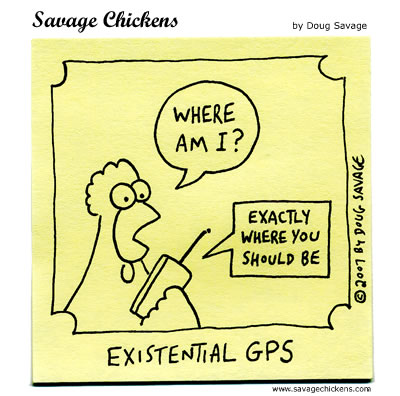 Savage Chickens
by Doug Savage
WHERE
AM I?
EXACTLY
WHERE YOU
SHOULD BE
©2007 BY DOUG SAVAGE
EXISTENTIAL GPS
www.savagechickens.com